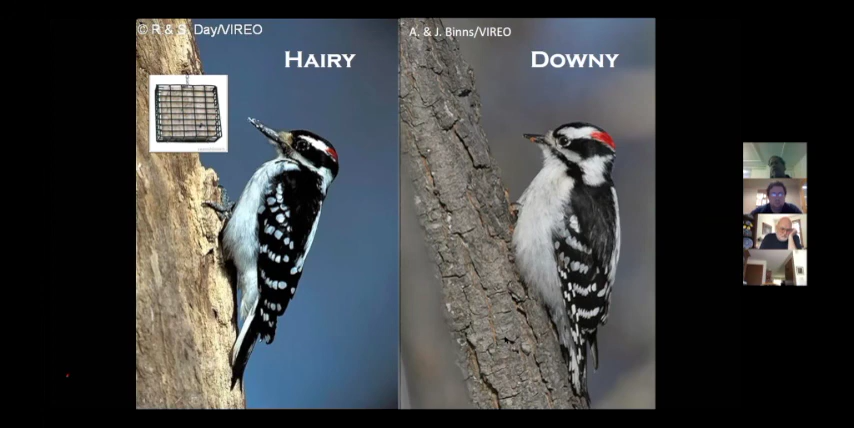 © R & S. Day/VIREO
HAIRY
A. & J. Binns/VIREO
DOWNY